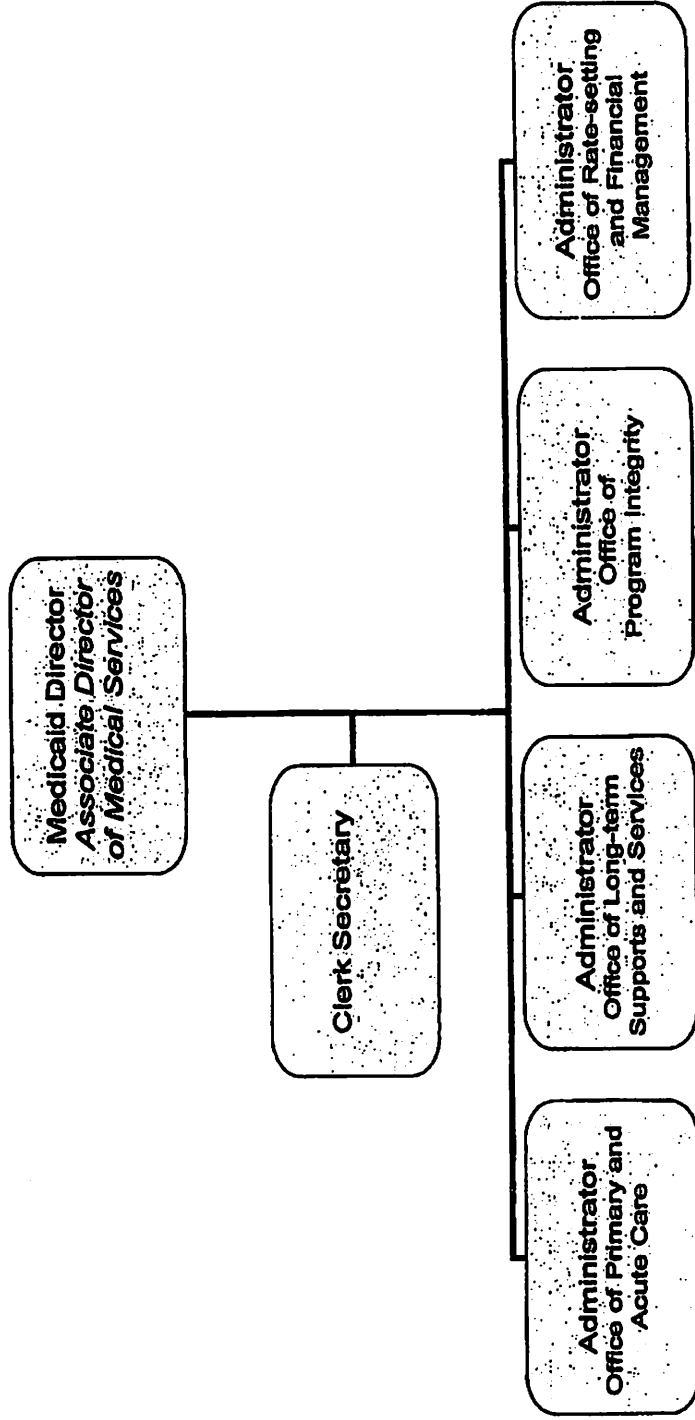 Medicaid Director
Associate Director
of Medical Services
Clerk Secretary
Administrator
Office of Primary and
Acute Care
Administrator
Office of Long-term
Supports and Services
Administrator
Office of
Program Integrity
Administrator
Office of Rate-setting
and Financial
Management